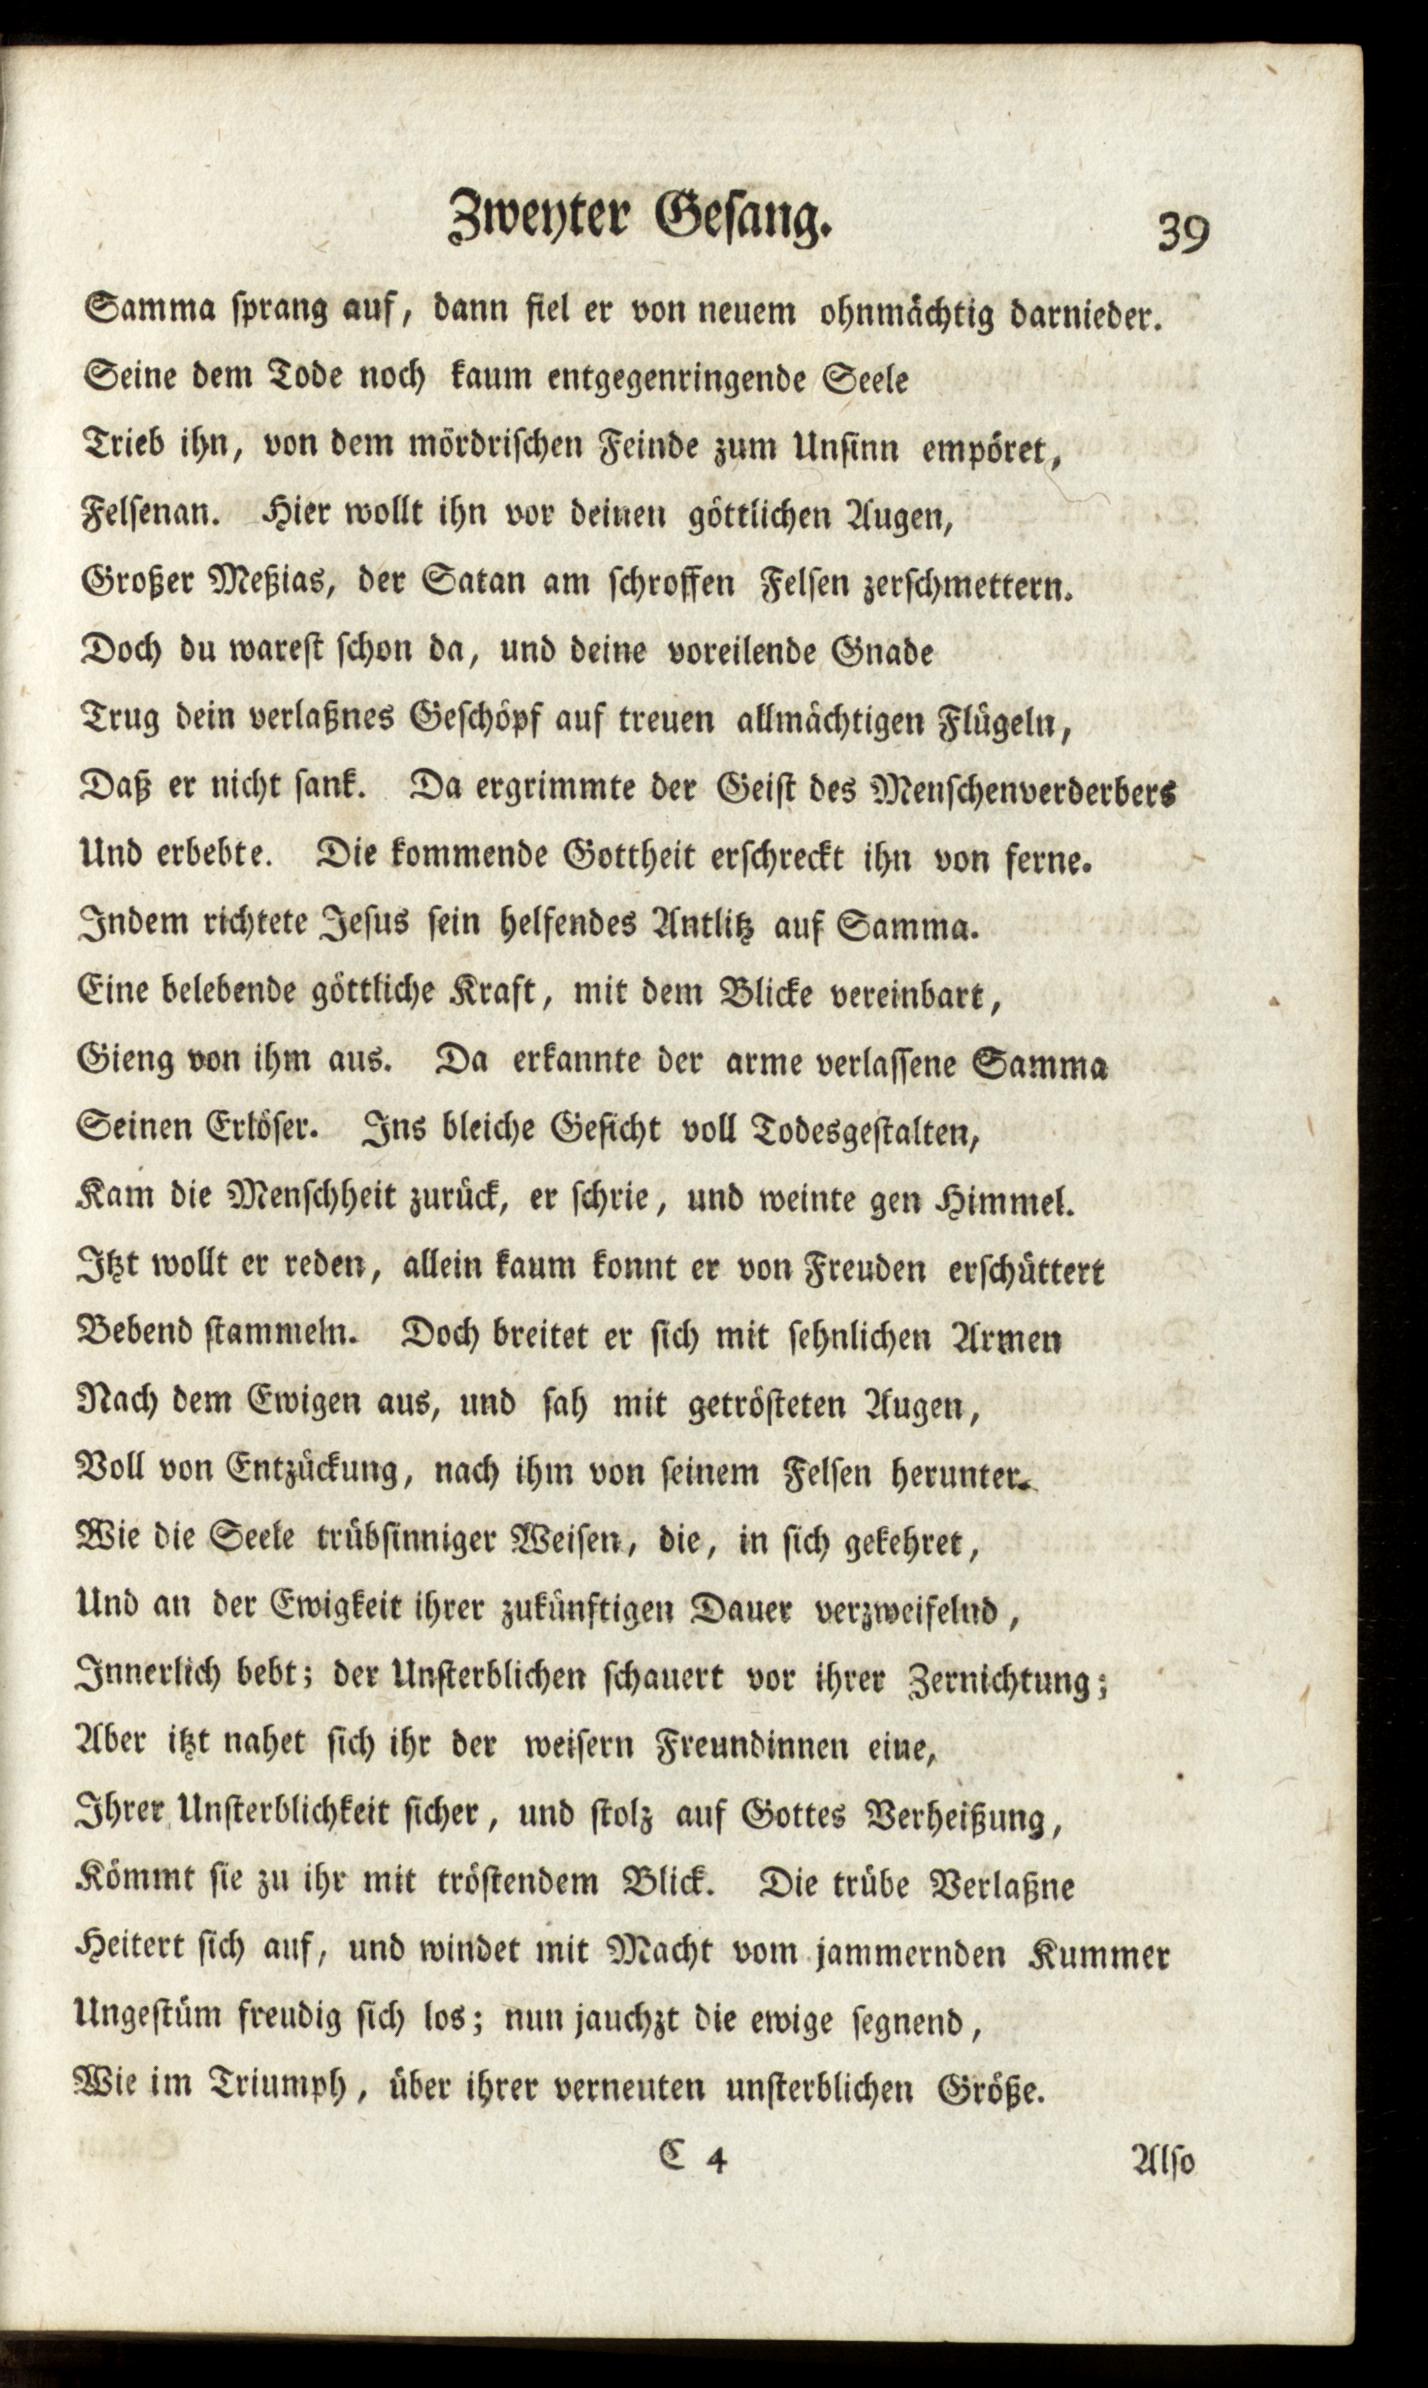 Zweyter Geſang. 39
Samma ſprang auf, dann fiel er von neuem ohnmächtig darnieder.
Seine dem Tode noch kaum entgegenringende Seele
Trieb ihn, von dem mördriſchen Feinde zum Unſinn empöret,
Felſenan. Hier wollt ihn vor deinen göttlichen Augen,
Großer Meßias, der Satan am ſchroffen Felſen zerſchmettern.
Doch du wareſt ſchon da, und deine voreilende Gnade
Trug dein verlaßnes Geſchöpf auf treuen allmächtigen Flügeln,
Daß er nicht ſank. Da ergrimmte der Geiſt des Menſchenverderbers
Und erbebte. Die kommende Gottheit erſchreckt ihn von ferne.
Indem richtete Jeſus ſein helfendes Antlitz auf Samma.
Eine belebende göttliche Kraft, mit dem Blicke vereinbart,
Gieng von ihm aus. Da erkannte der arme verlaſſene Samma
Seinen Erlöſer. Ins bleiche Geſicht voll Todesgeſtalten,
Kam die Menſchheit zurück, er ſchrie, und weinte gen Himmel.
Itzt wollt er reden, allein kaum konnt er von Freuden erſchüttert
Bebend ſtammeln. Doch breitet er ſich mit ſehnlichen Armen
Nach dem Ewigen aus, und ſah mit getröſteten Augen,
Voll von Entzückung, nach ihm von ſeinem Felſen herunter.
Wie die Seele trübſinniger Weiſen, die, in ſich gekehret,
Und an der Ewigkeit ihrer zukünftigen Dauer verzweifelnd,
Innerlich bebt; der Unſterblichen ſchauert vor ihrer Zernichtung;
Aber itzt nahet ſich ihr der weiſern Freundinnen eine,
Ihrer Unſterblichkeit ſicher, und ſtolz auf Gottes Verheißung,
Kömmt ſie zu ihr mit tröſtendem Blick. Die trübe Verlaßne
Heitert ſich auf, und windet mit Macht vom jammernden Kummer
Ungeſtüm freudig ſich los; nun jauchzt die ewige ſegnend,
Wie im Triumph, über ihrer verneuten unſterblichen Größe.
C 4 Alſo